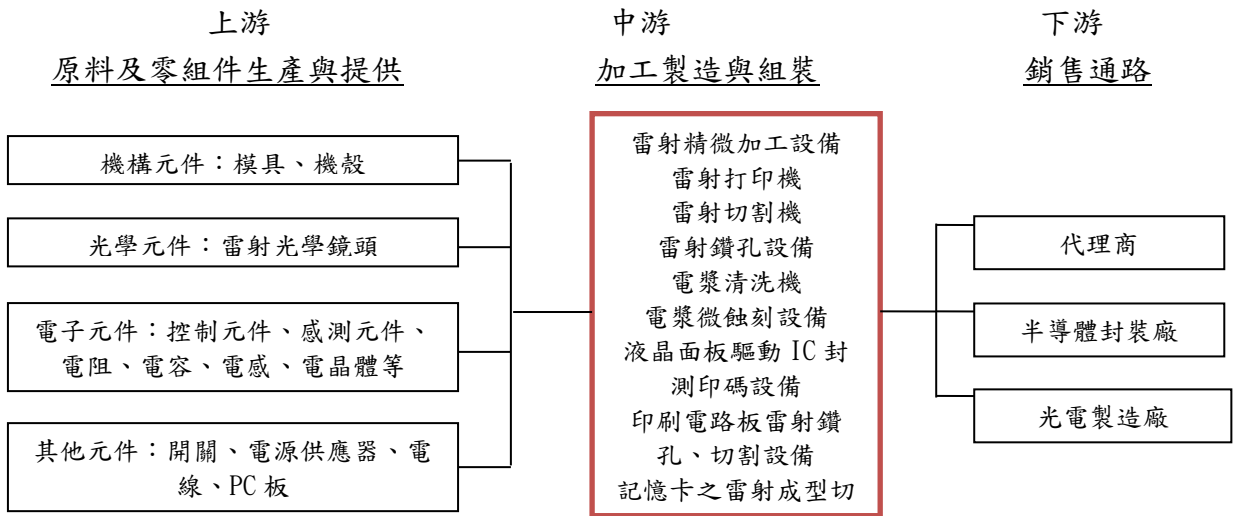 上游
原料及零組件生產與提供
機構元件：模具、機殼
光學元件：雷射光學鏡頭
電子元件：控制元件、感測元件、
電阻、電容、電感、電晶體等
其他元件：開關、電源供應器、電
線、PC 板
中游
加工製造與組裝
雷射精微加工設備
雷射打印機
雷射切割機
雷射鑽孔設備
電漿清洗機
電漿微蝕刻設備
液晶面板驅動 IC 封
測印碼設備
印刷電路板雷射鑽
孔、切割設備
記憶卡之雷射成型切
下游
銷售通路
代理商
半導體封裝廠
光電製造廠